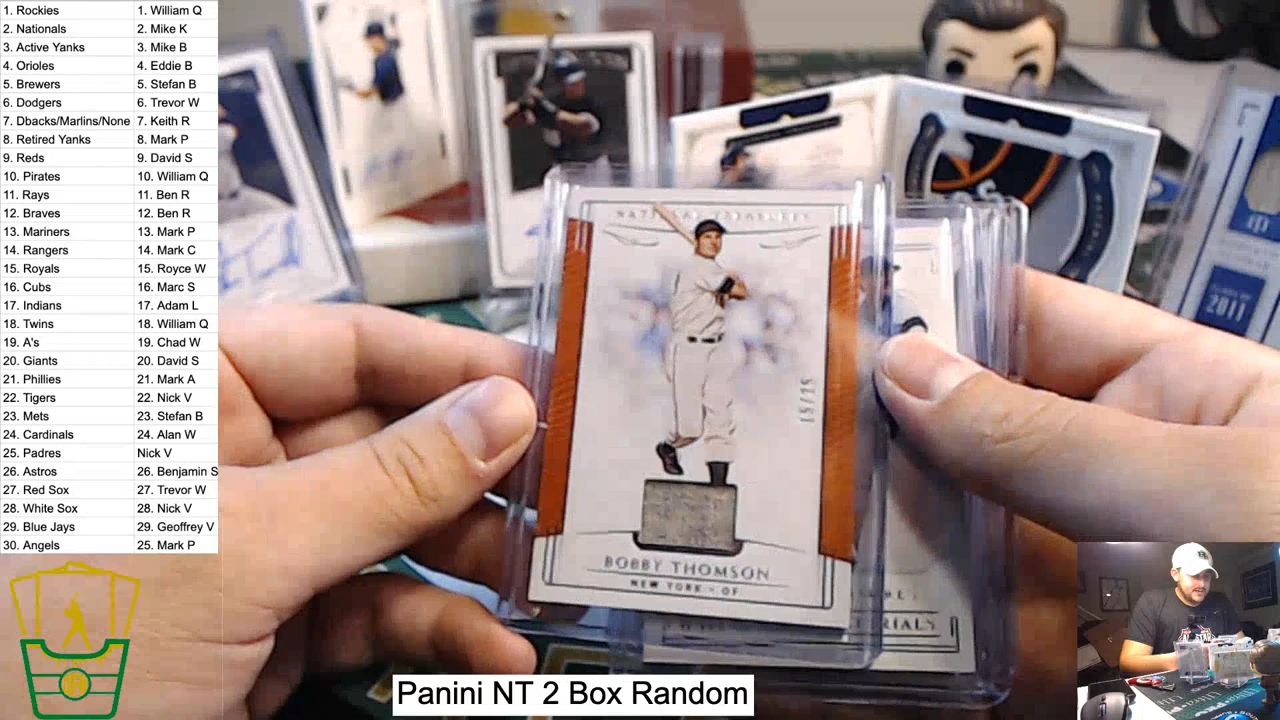 1. Rockies 1. William Q
2. Nationals 2. Mike K
3. Active Yanks 3. Mike B
4. Orioles 4. Eddie B
5. Brewers 5. Stefan B
6. Dodgers 6. Trevor W
7. Dbacks/Marlins/None 7. Keith R
8. Retired Yanks 8. Mark P
9. Reds 9. David S
10. Pirates 10. William Q
11. Rays 11. Ben R
12. Braves 12. Ben R
13. Mariners 13. Mark P
14. Rangers 14. Mark C
15. Royals 15. Royce W
16. Cubs 16. Marc S
17. Indians 17. Adam L
18. Twins 18. William Q
19. A's 19. Chad W
20. Giants 20. David S
21. Phillies 21. Mark A
22. Tigers 22. Nick V
23. Mets 23. Stefan B
24. Cardinals 24. Alan W
25. Padres Nick V
26. Astros 26. Benjamin S
27. Red Sox 27. Trevor W
28. White Sox 28. Nick V
29. Blue Jays 29. Geoffrey V
30. Angels 25. Mark P
NATIONAL TREASURES
15/15
BOBBY THOMSON
NEW YORK - OF
2011
Panini NT 2 Box Random